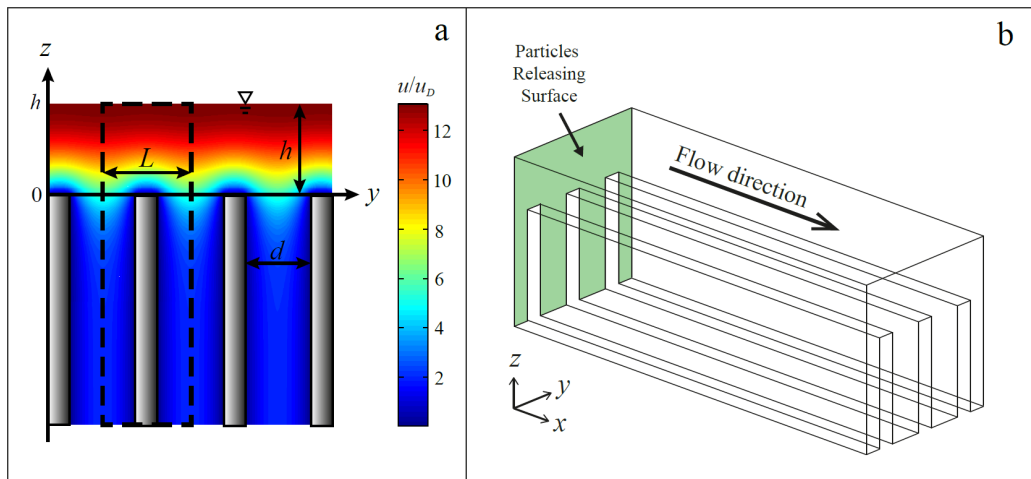 a
z
u/u_D
h
12
10
8
6
4
2
L
h
0
y
d
b
Particles
Releasing
Surface
Flow direction
z
y
x